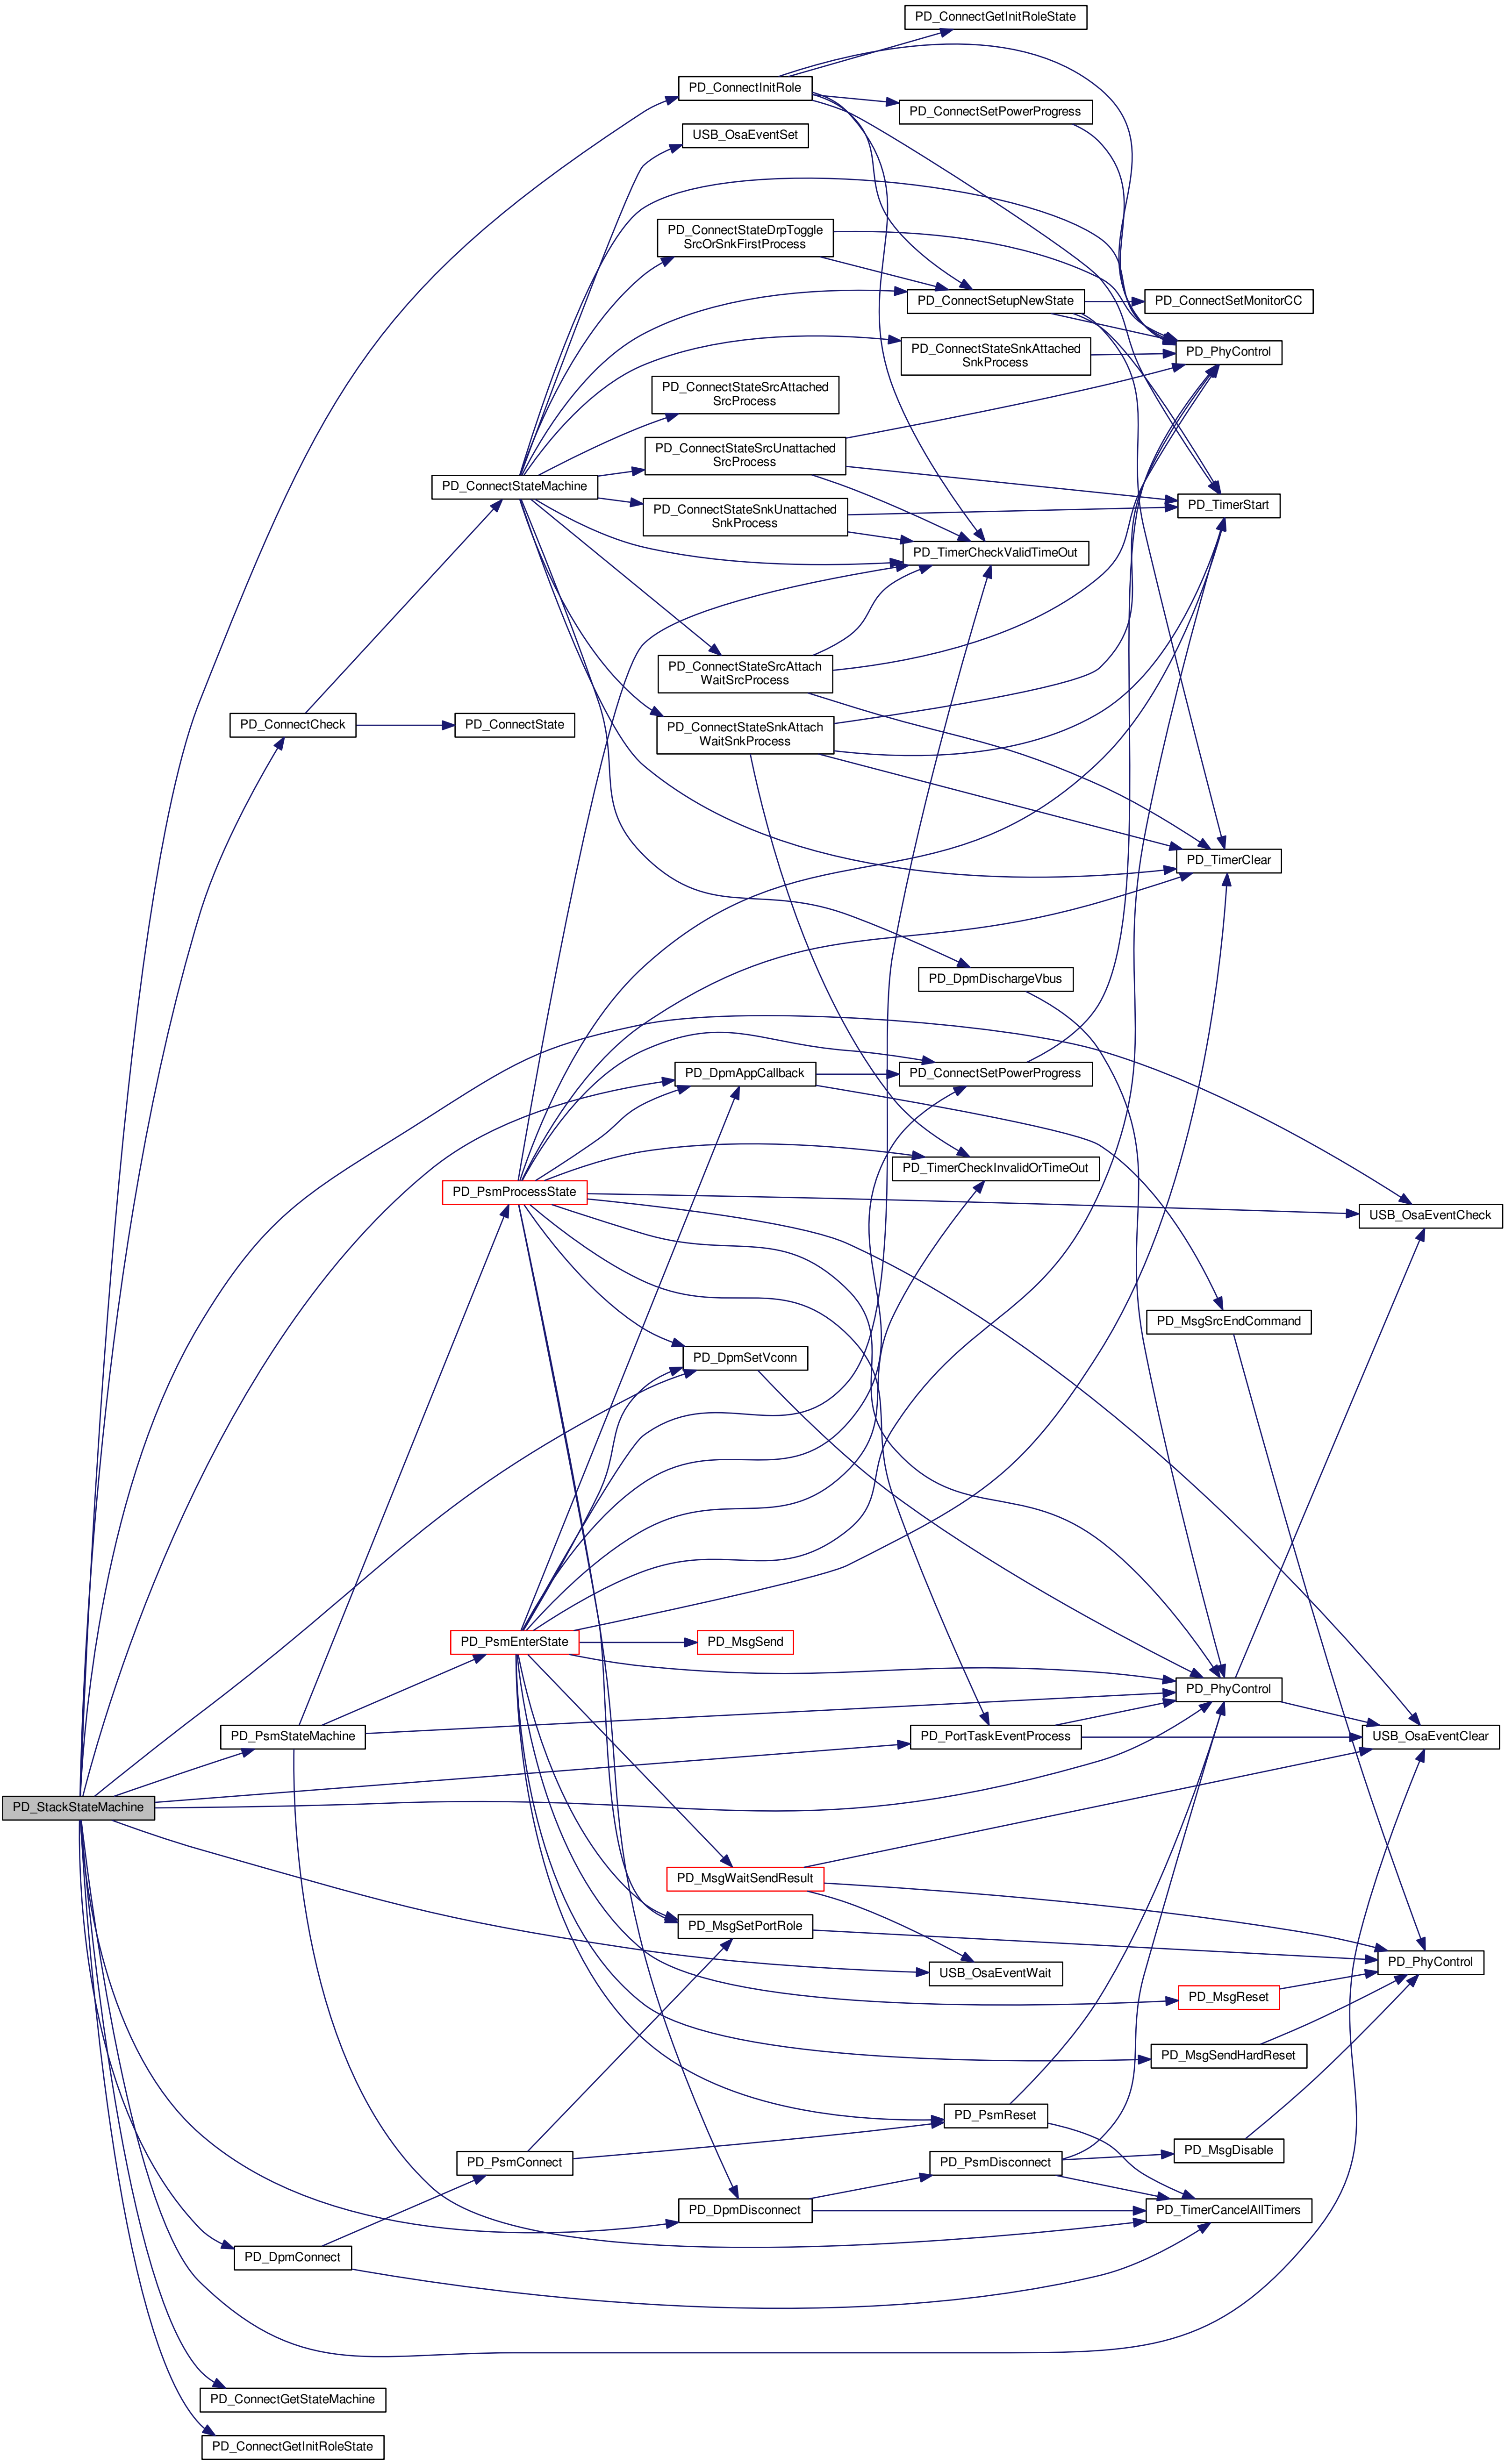 PD_ConnectGetInitRoleState
PD_ConnectInitRole
PD_ConnectSetPowerProgress
USB_OsaEventSet
PD_ConnectStateDrpToggle
SrcOrSnkFirstProcess
PD_ConnectSetupNewState
PD_ConnectSetMonitorCC
PD_ConnectStateSnkAttached
SnkProcess
PD_PhyControl
PD_ConnectStateSrcAttached
SrcProcess
PD_ConnectStateSrcUnattached
SrcProcess
PD_ConnectStateMachine
PD_ConnectStateSnkUnattached
SnkProcess
PD_TimerStart
PD_TimerCheckValidTimeOut
PD_ConnectStateSrcAttach
WaitSrcProcess
PD_ConnectCheck
PD_ConnectState
PD_ConnectStateSnkAttach
WaitSnkProcess
PD_TimerClear
PD_DpmDischargeVbus
PD_DpmAppCallback
PD_ConnectSetPowerProgress
PD_TimerCheckInvalidOrTimeOut
PD_PsmProcessState
USB_OsaEventCheck
PD_MsgSrcEndCommand
PD_DpmSetVconn
PD_PsmEnterState
PD_MsgSend
PD_PhyControl
PD_PsmStateMachine
PD_PortTaskEventProcess
USB_OsaEventClear
PD_StackStateMachine
PD_MsgWaitSendResult
PD_MsgSetPortRole
PD_PhyControl
USB_OsaEventWait
PD_MsgReset
PD_MsgSendHardReset
PD_PsmReset
PD_MsgDisable
PD_PsmConnect
PD_PsmDisconnect
PD_DpmDisconnect
PD_TimerCancelAllTimers
PD_DpmConnect
PD_ConnectGetStateMachine
PD_ConnectGetInitRoleState